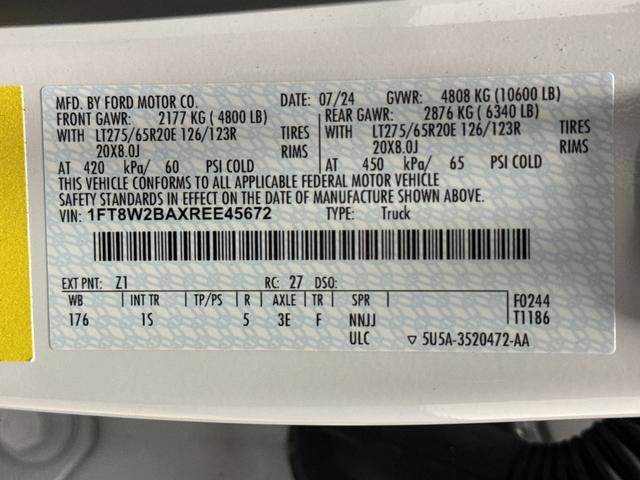 MFD. BY FORD MOTOR CO. DATE: 07/24 GVWR: 4808 KG (10600 LB)
FRONT GAWR: 2177 KG ( 4800 LB) REAR GAWR: 2876 KG ( 6340 LB)
WITH LT275/65R20E 126/123R TIRES WITH LT275/65R20E 126/123R TIRES
20X8.0J RIMS 20X8.0J RIMS
AT 420 kPa/ 60 PSI COLD AT 450 kPa/ 65 PSI COLD
THIS VEHICLE CONFORMS TO ALL APPLICABLE FEDERAL MOTOR VEHICLE
SAFETY STANDARDS IN EFFECT ON THE DATE OF MANUFACTURE SHOWN ABOVE.
VIN: 1FT8W2BAXREE45672 TYPE: Truck
EXT PNT: Z1 RC: 27 DSO:
WB INT TR TP/PS R AXLE TR SPR F0244
176 1S 5 3E F NNJJ T1186
ULC ▽ 5U5A-3520472-AA